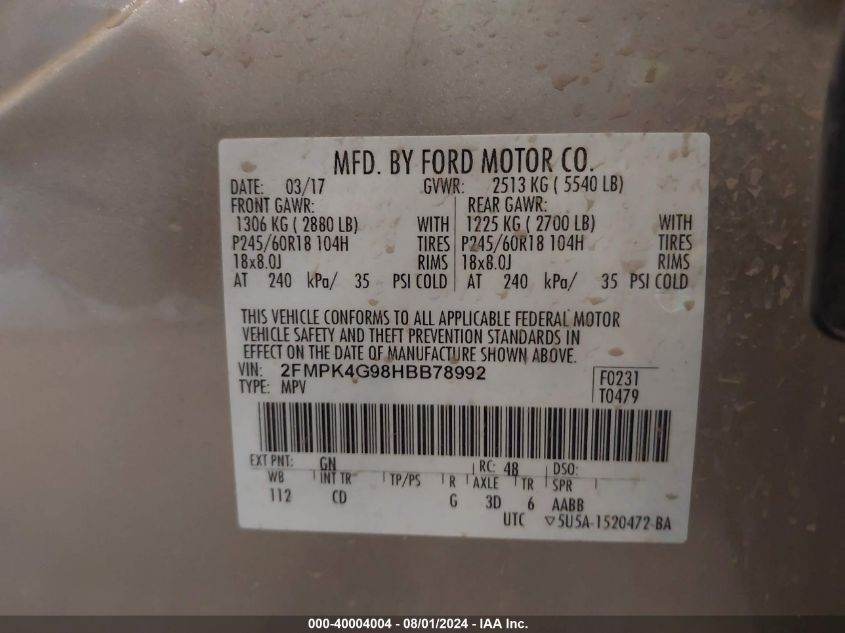 MFD. BY FORD MOTOR CO.
DATE: 03/17 GVWR: 2513 KG ( 5540 LB)
FRONT GAWR: REAR GAWR:
1306 KG ( 2880 LB) WITH 1225 KG ( 2700 LB) WITH
P245/60R18 104H TIRES P245/60R18 104H TIRES
18x8.0J RIMS 18x8.0J RIMS
AT 240 kPa/ 35 PSI COLD AT 240 kPa/ 35 PSI COLD
THIS VEHICLE CONFORMS TO ALL APPLICABLE FEDERAL MOTOR
VEHICLE SAFETY AND THEFT PREVENTION STANDARDS IN
EFFECT ON THE DATE OF MANUFACTURE SHOWN ABOVE.
VIN: 2FMPK4G98HBB78992 F0231
TYPE: MPV T0479
EXT PNT: GN RC: 48 DSO:
WB INT TR TP/PS R AXLE TR SPR
112 CD G 3D 6 AABB
UTC ▽5U5A-1520472-BA
000-40004004 - 08/01/2024 - IAA Inc.